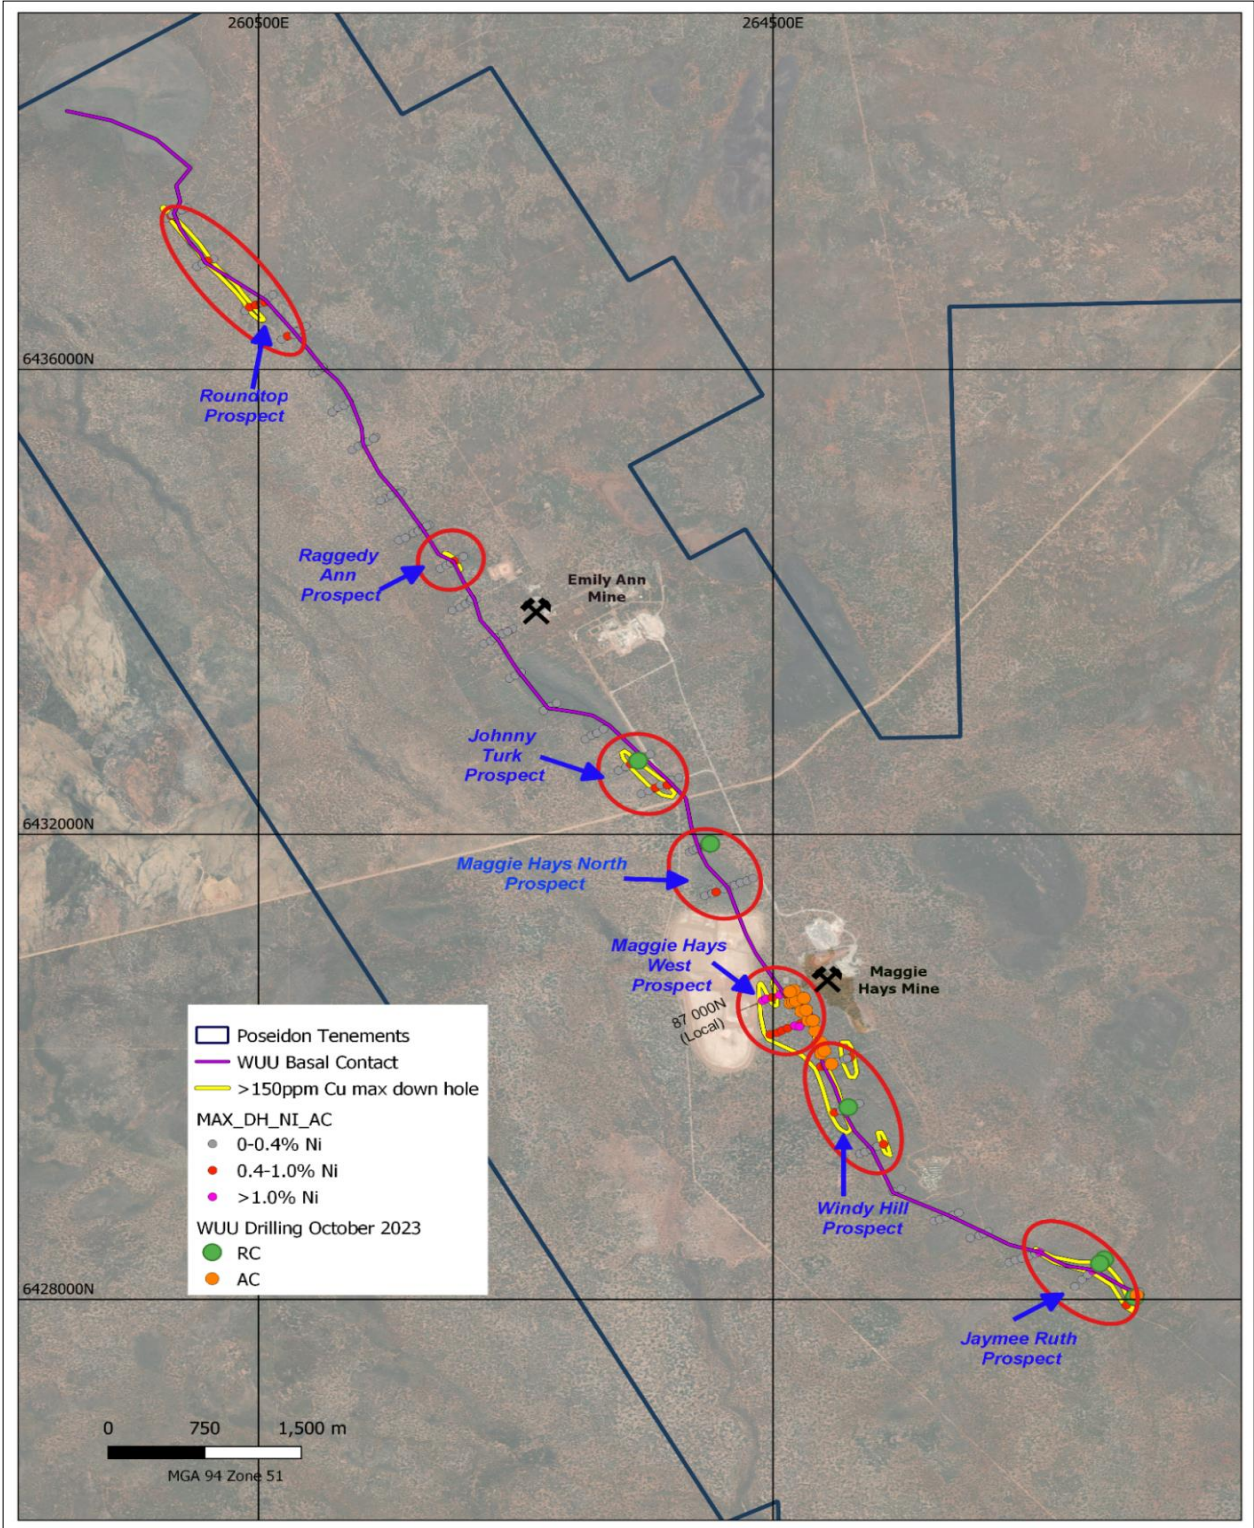 260500E
264500E
6436000N
Roundtop
Prospect
Raggedy
Ann
Prospect
Emily Ann
Mine
Johnny
Turk
Prospect
6432000N
Maggie Hays North
Prospect
Maggie Hays
West
Prospect
Maggie
Hays Mine
87 000N
(Local)
Poseidon Tenements
WUU Basal Contact
>150ppm Cu max down hole
MAX_DH_NI_AC
0-0.4% Ni
0.4-1.0% Ni
>1.0% Ni
WUU Drilling October 2023
RC
AC
Windy Hill
Prospect
6428000N
Jaymee Ruth
Prospect
0 750 1,500 m
MGA 94 Zone 51